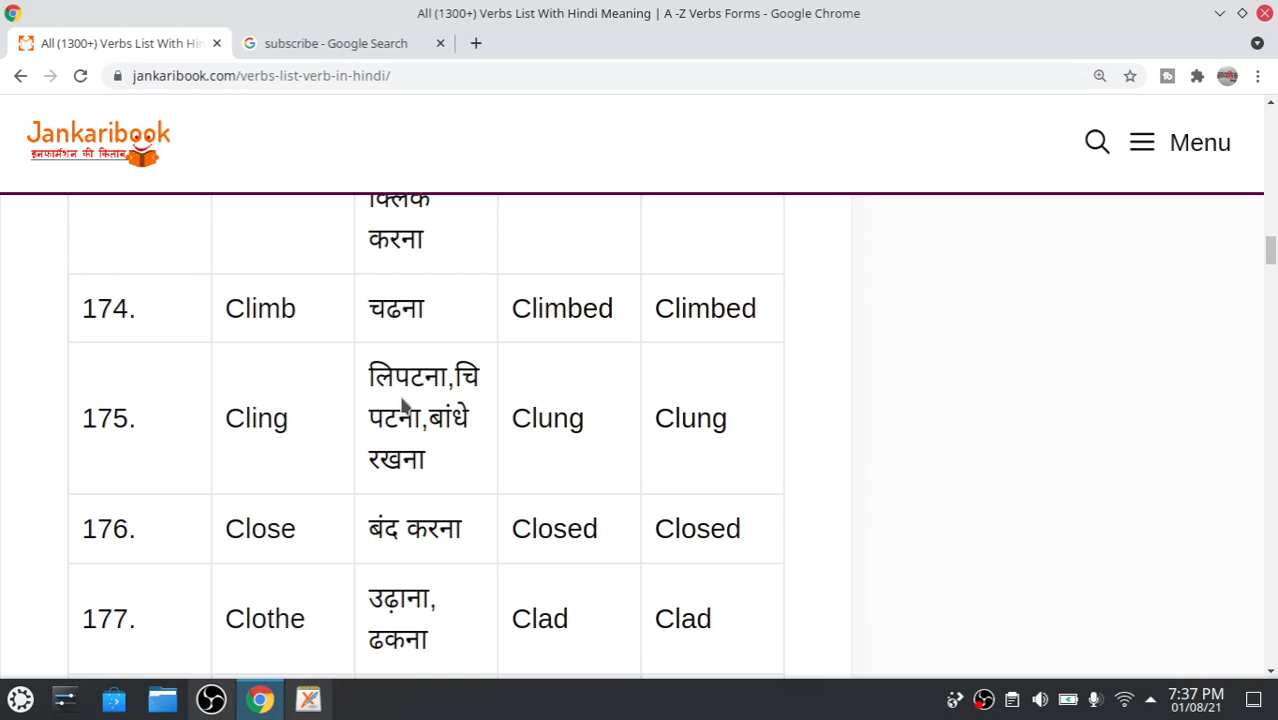 All (1300+) Verbs List With Hindi Meaning | A -Z Verbs Forms - Google Chrome
All (1300+) Verbs List With Hin
subscribe - Google Search
jankaribook.com/verbs-list-verb-in-hindi/
Jankaribook
इनफार्मेशन की किताब
Menu
क्लिक
करना
174. Climb चढना Climbed Climbed
लिपटना,चि
175. Cling पटना,बांधे Clung Clung
रखना
176. Close बंद करना Closed Closed
उढ़ाना,
177. Clothe Clad Clad
ढकना
7:37 PM
01/08/21